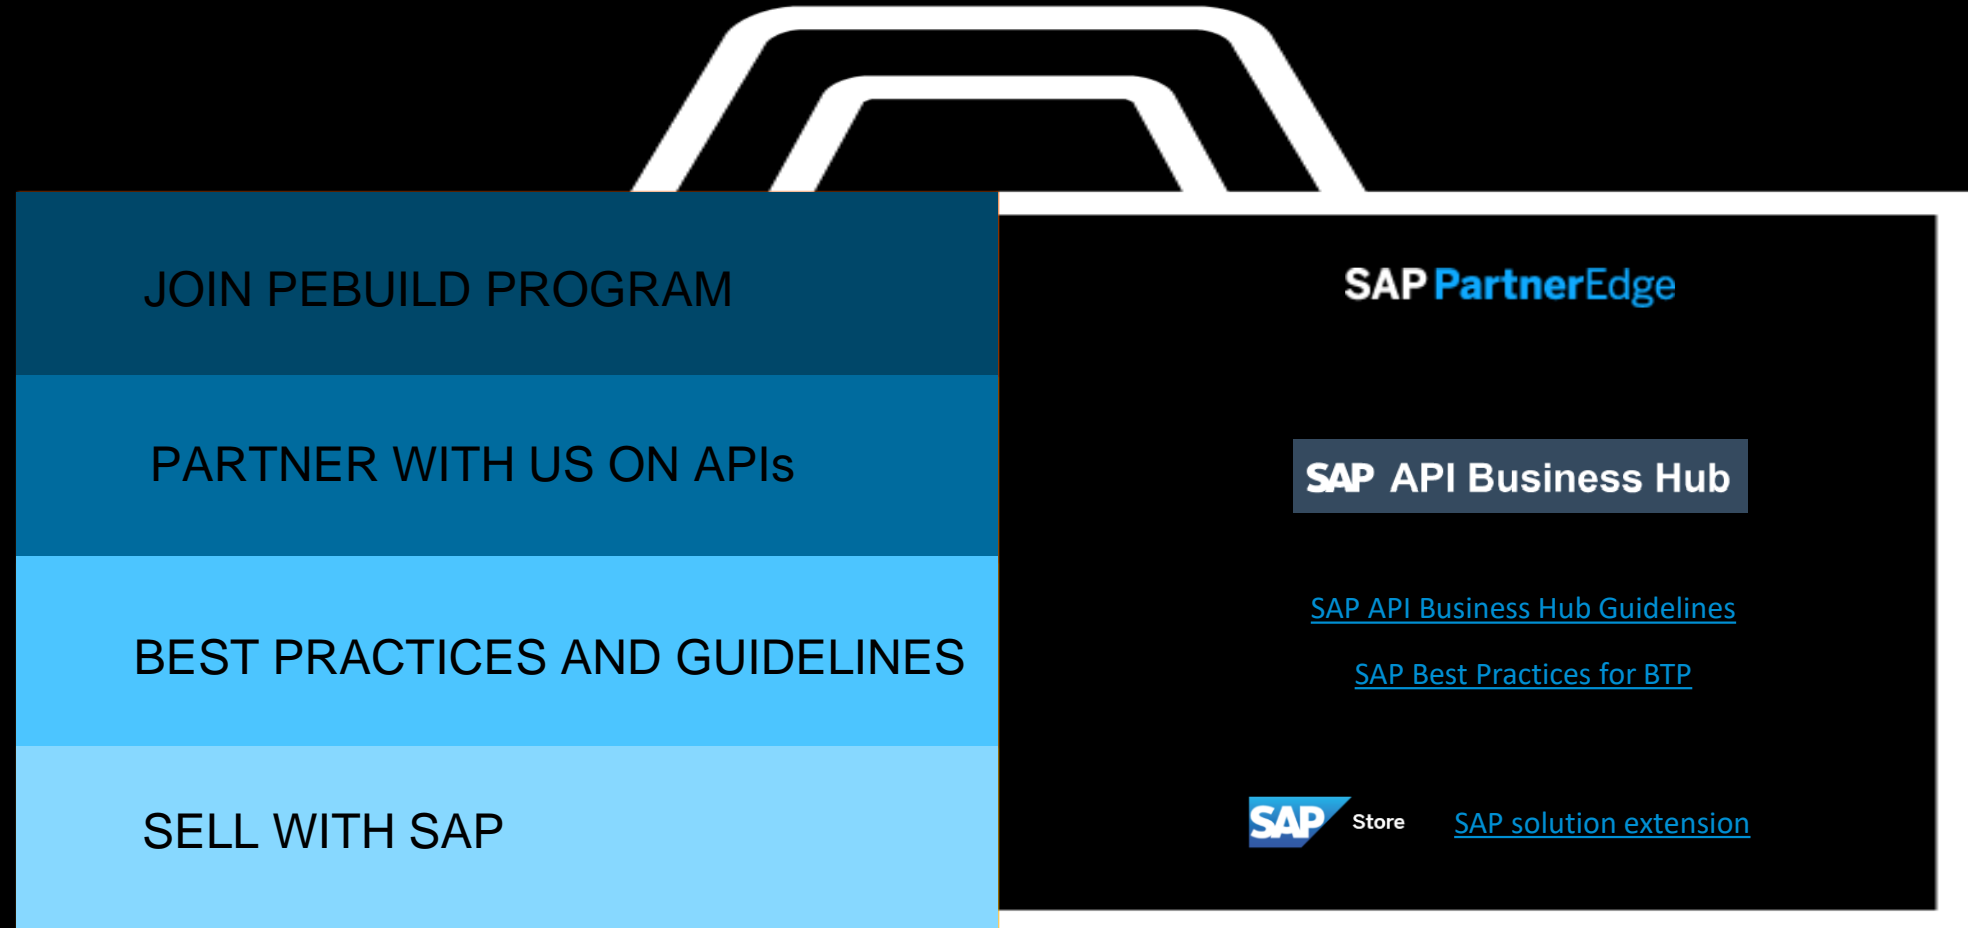 JOIN PEBUILD PROGRAM
SAP PartnerEdge
PARTNER WITH US ON APIs
SAP API Business Hub
BEST PRACTICES AND GUIDELINES
SAP API Business Hub Guidelines
SAP Best Practices for BTP
SELL WITH SAP
SAP Store
SAP solution extension